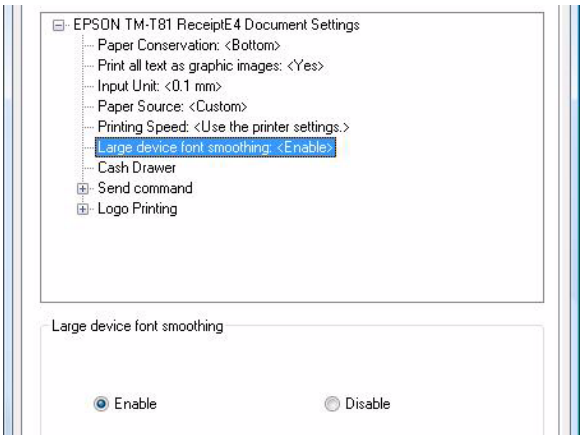 EPSON TM-T81 ReceiptE4 Document Settings
Paper Conservation: <Bottom>
Print all text as graphic images: <Yes>
Input Unit: <0.1 mm>
Paper Source: <Custom>
Printing Speed: <Use the printer settings.>
Large device font smoothing: <Enable>
Cash Drawer
Send command
Logo Printing
Large device font smoothing
Enable Disable